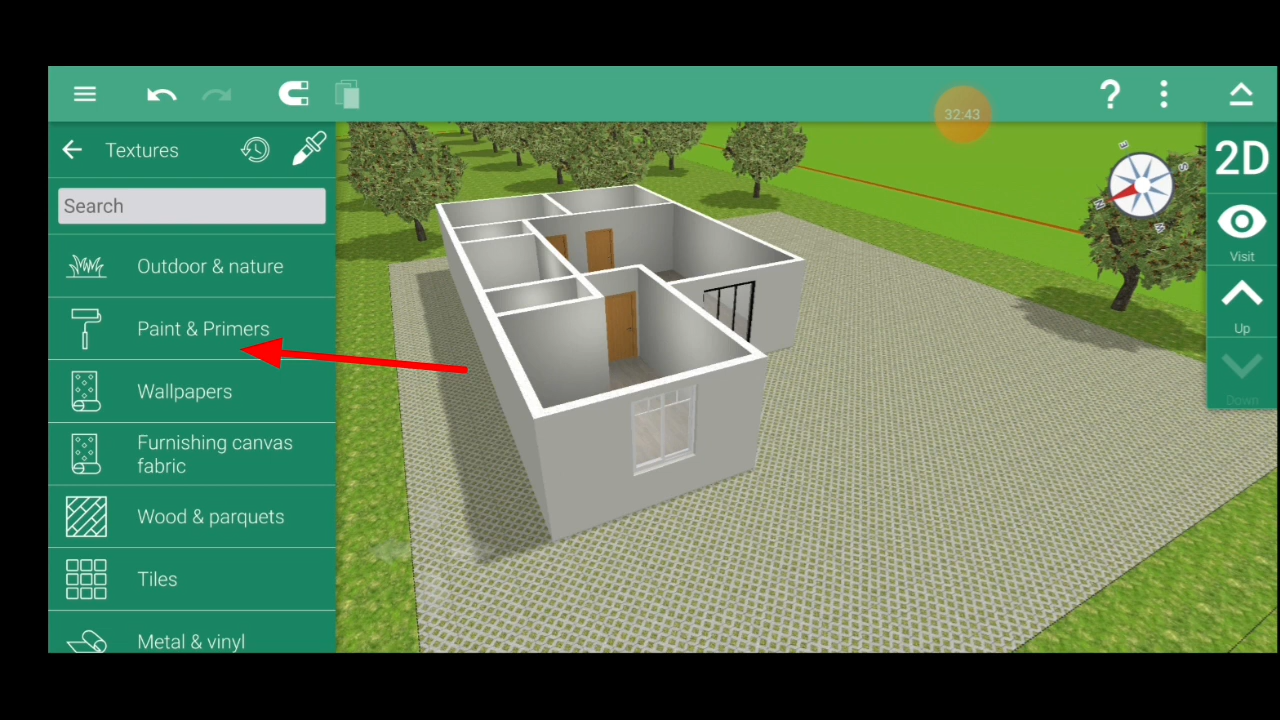 32:43
Textures
Search
Outdoor & nature
Paint & Primers
Wallpapers
Furnishing canvas
fabric
Wood & parquets
Tiles
Metal & vinyl
2D
Visit
Up
Down
E
S
N
W